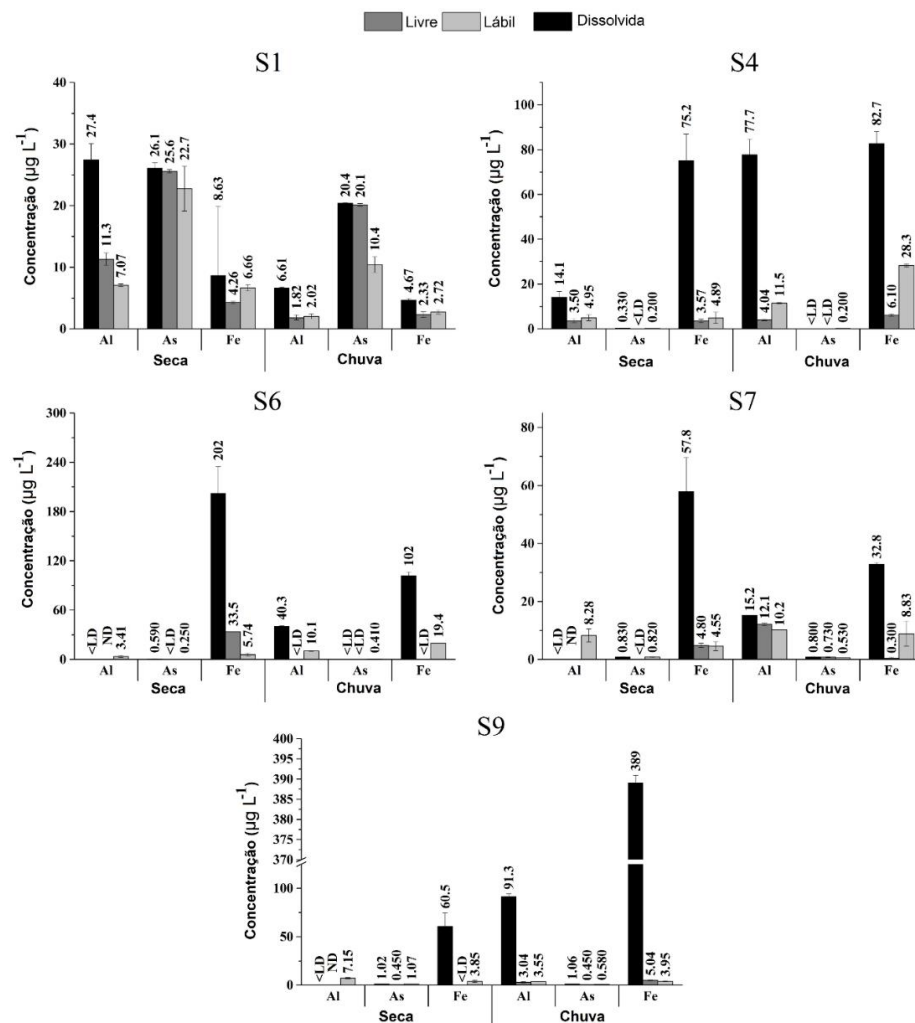 Livre Lábil Dissolvida
S1
Concentração (µg L⁻¹)
40
30
20
10
0
27.4 11.3 7.07 26.1 25.6 22.7 8.63 4.26 6.66 6.61 1.82 2.02 20.4 20.1 10.4 4.67 2.33 2.72
Al As Fe Al As Fe
Seca Chuva
S4
Concentração (µg L⁻¹)
100
80
60
40
20
0
14.1 3.50 4.95 0.330 <LD 0.200 75.2 3.57 4.89 77.7 4.04 11.5 <LD <LD 0.200 82.7 6.10 28.3
Al As Fe Al As Fe
Seca Chuva
S6
Concentração (µg L⁻¹)
300
240
180
120
60
0
<LD ND 3.41 0.590 <LD 0.250 202 33.5 5.74 40.3 <LD 10.1 <LD <LD 0.410 102 <LD 19.4
Al As Fe Al As Fe
Seca Chuva
S7
Concentração (µg L⁻¹)
80
60
40
20
0
<LD ND 8.28 0.830 <LD 0.820 57.8 4.80 4.55 15.2 12.1 10.2 0.800 0.730 0.530 32.8 0.300 8.83
Al As Fe Al As Fe
Seca Chuva
S9
Concentração (µg L⁻¹)
400
395
390
385
380
375
370
100
50
0
<LD ND 7.15 1.02 0.450 1.07 60.5 <LD 3.85 91.3 3.04 3.55 1.06 0.450 0.580 389 5.04 3.95
Al As Fe Al As Fe
Seca Chuva